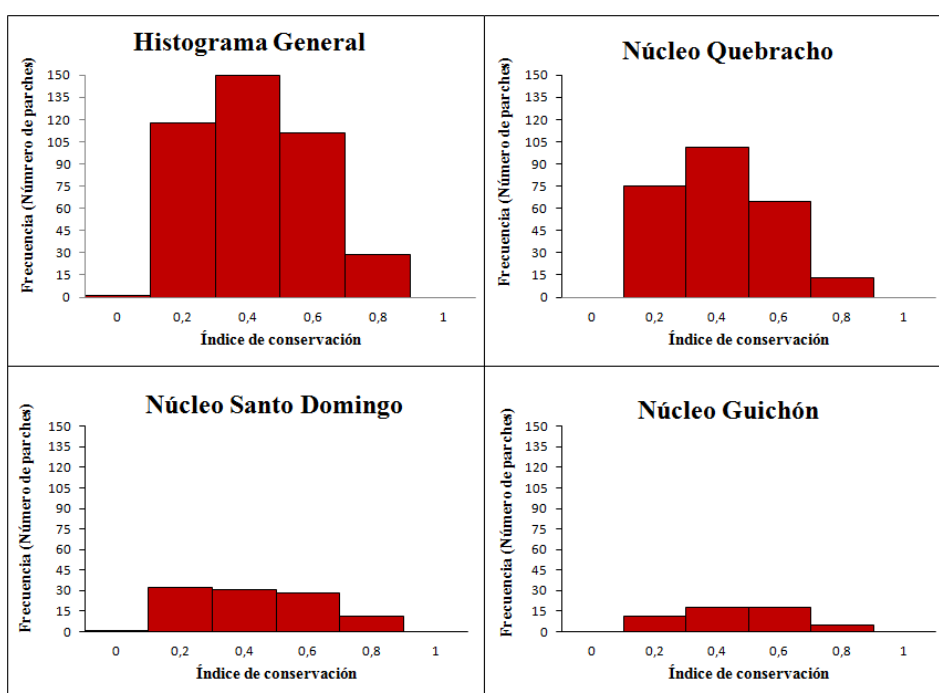 Histograma General
Frecuencia (Númrero de parches)
150
135
120
105
90
75
60
45
30
15
0
0 0,2 0,4 0,6 0,8 1
Índice de conservación
Núcleo Quebracho
Frecuencia (Número de parches)
150
135
120
105
90
75
60
45
30
15
0
0 0,2 0,4 0,6 0,8 1
Índice de conservación
Núcleo Santo Domingo
Frecuencia (Número de parches)
150
135
120
105
90
75
60
45
30
15
0
0 0,2 0,4 0,6 0,8 1
Índice de conservación
Núcleo Guichón
Frecuencia (Número de parches)
150
135
120
105
90
75
60
45
30
15
0
0 0,2 0,4 0,6 0,8 1
Índice de conservación